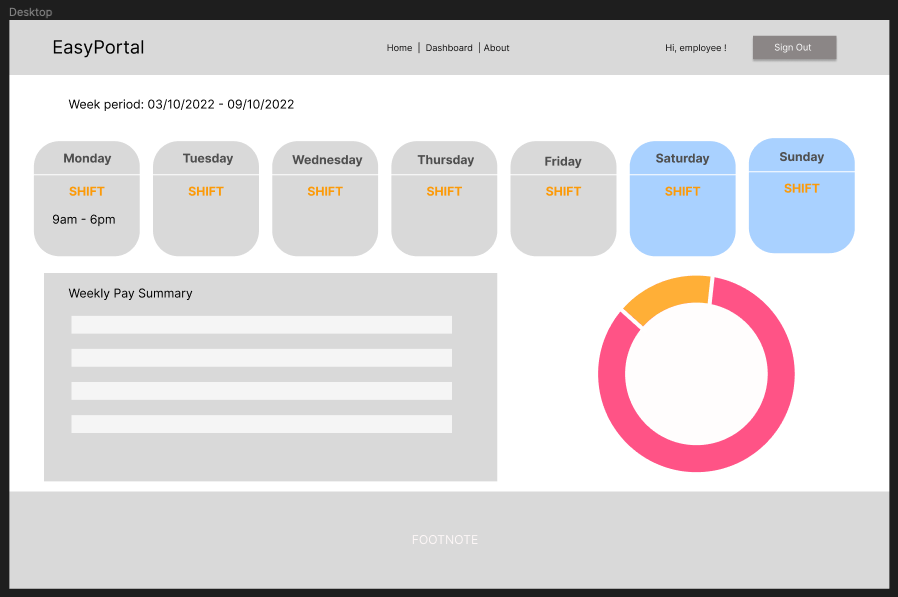 Desktop
EasyPortal
Home | Dashboard | About
Hi, employee !
Sign Out
Week period: 03/10/2022 - 09/10/2022
Monday
SHIFT
9am - 6pm
Tuesday
SHIFT
Wednesday
SHIFT
Thursday
SHIFT
Friday
SHIFT
Saturday
SHIFT
Sunday
SHIFT
Weekly Pay Summary
FOOTNOTE